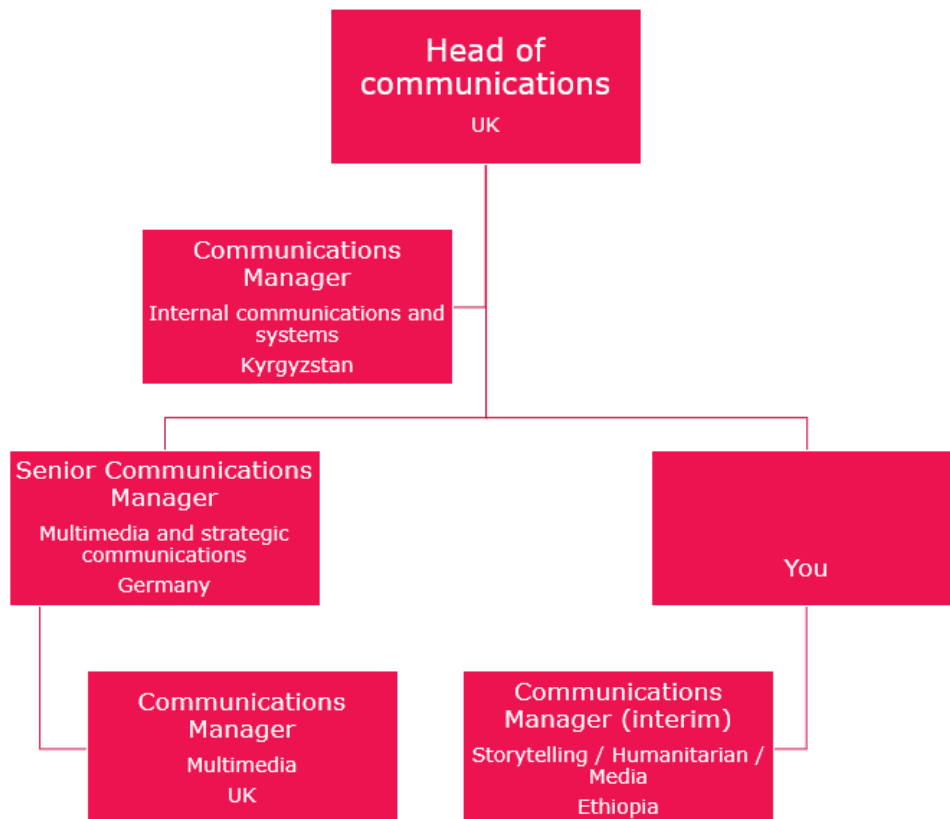 Head of
communications
UK
Communications
Manager
Internal communications and
systems
Kyrgyzstan
Senior Communications
Manager
Multimedia and strategic
communications
Germany
You
Communications
Manager
Multimedia
UK
Communications
Manager (interim)
Storytelling / Humanitarian /
Media
Ethiopia